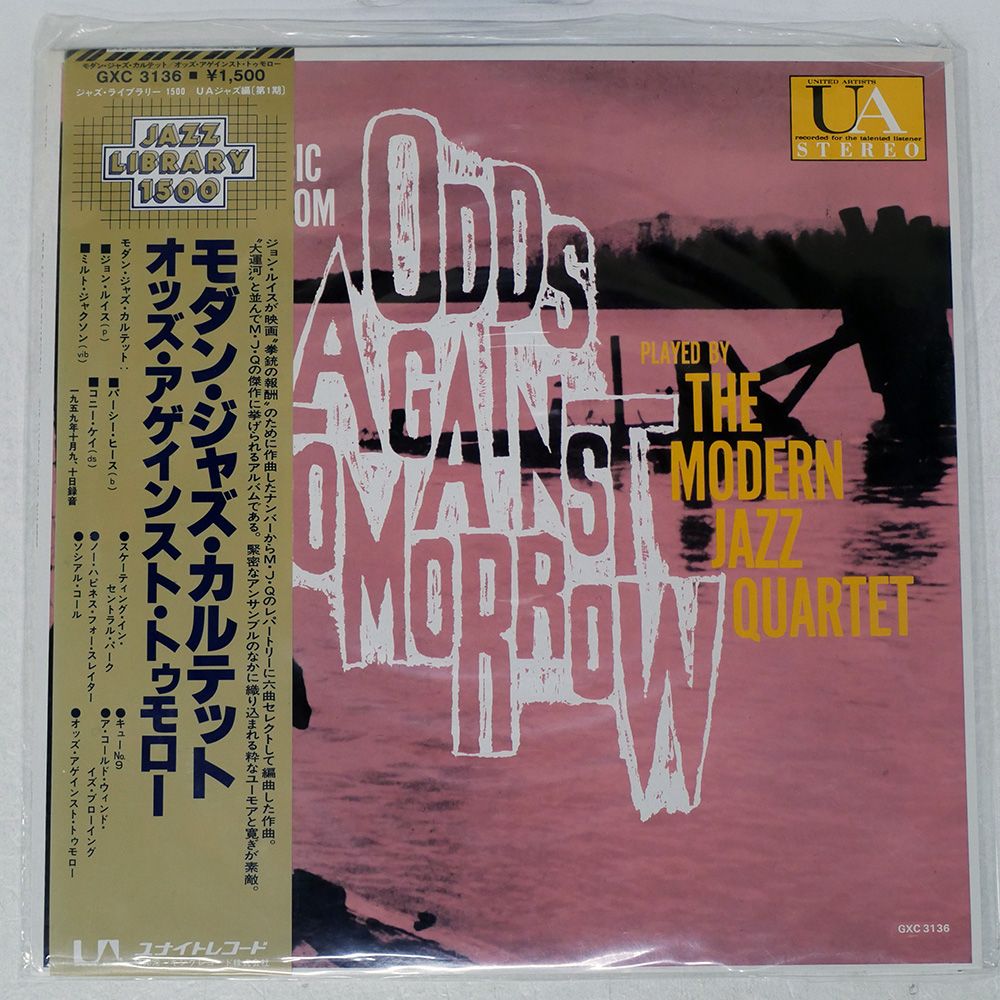 モダン・ジャズ・カルテット/オッズ・アゲインスト・トゥモロー
GXC 3136 ■ ¥1,500
ジャズ・ライブラリー 1500 UAジャズ編〔第1期〕
JAZZ
LIBRARY
1500
モダン・ジャズ・カルテット
オッズ・アゲインスト・トゥモロー
ジョン・ルイスが映画“拳銃の報酬”のために作曲したナンバーからM・J・Qのレパートリーに六曲セレクトして編曲した作曲。
“大運河”と並んでM・J・Qの傑作に挙げられるアルバムである。緊密なアンサンブルのなかに織り込まれる粋なユーモアと寛ぎが素敵。
モダン・ジャズ・カルテット:
■ジョン・ルイス(p)
■ミルト・ジャクソン(vib)
■パーシー・ヒース(b)
■コニー・ケイ(ds)
一九五九年十月九、十日録音
●スケーティング・イン・
セントラル・パーク
●ノー・ハピネス・フォー・スレイター
●ソシアル・コール
●キューNo.9
●ア・コールド・ウィンド・
イズ・ブローイング
●オッズ・アゲインスト・トゥモロー
UA ユナイトレコード
IC
OM
ODDS
AGAINST
OMORROW
PLAYED BY
THE
MODERN
JAZZ
QUARTET
UNITED ARTISTS
UA
recorded for the talented listener
STEREO
GXC 3136